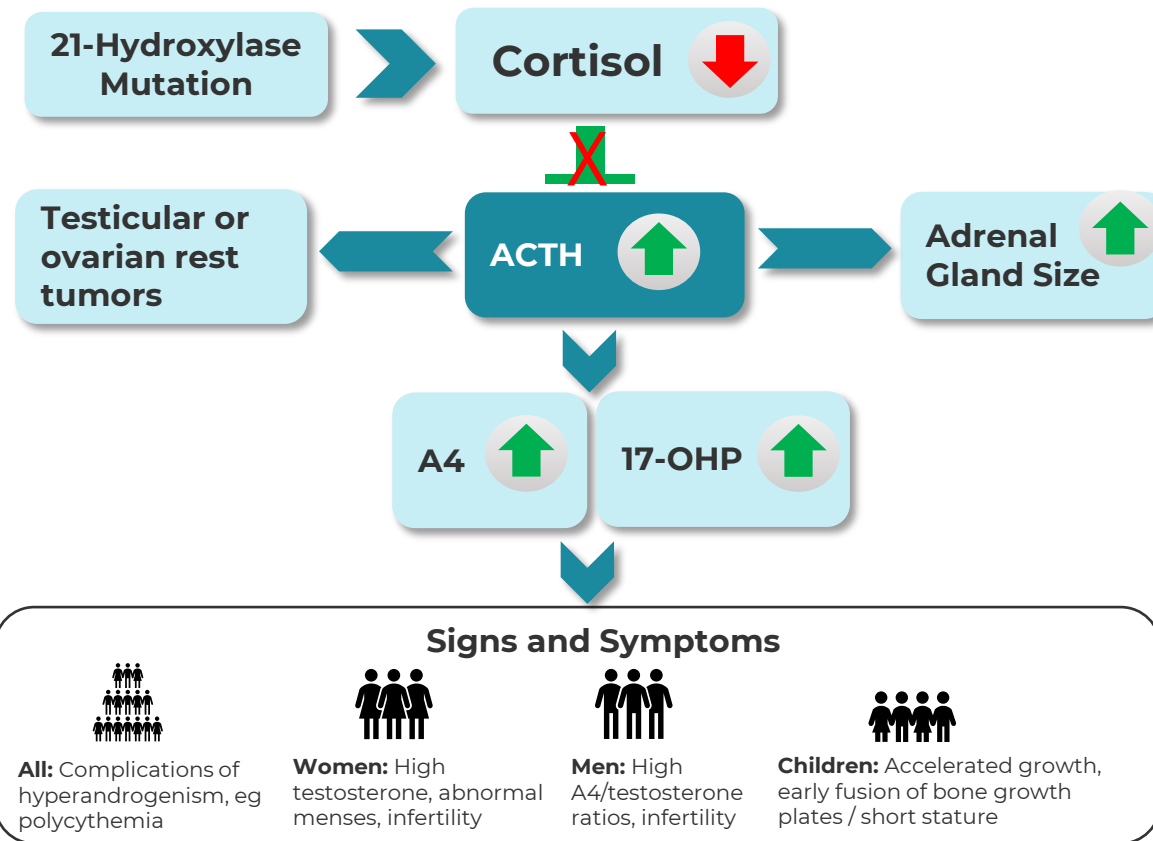 21-Hydroxylase
Mutation
Cortisol
X
Testicular or
ovarian rest
tumors
ACTH
Adrenal
Gland Size
A4
17-OHP
Signs and Symptoms
All: Complications of
hyperandrogenism, eg
polycythemia
Women: High
testosterone, abnormal
menses, infertility
Men: High
A4/testosterone
ratios, infertility
Children: Accelerated growth,
early fusion of bone growth
plates / short stature